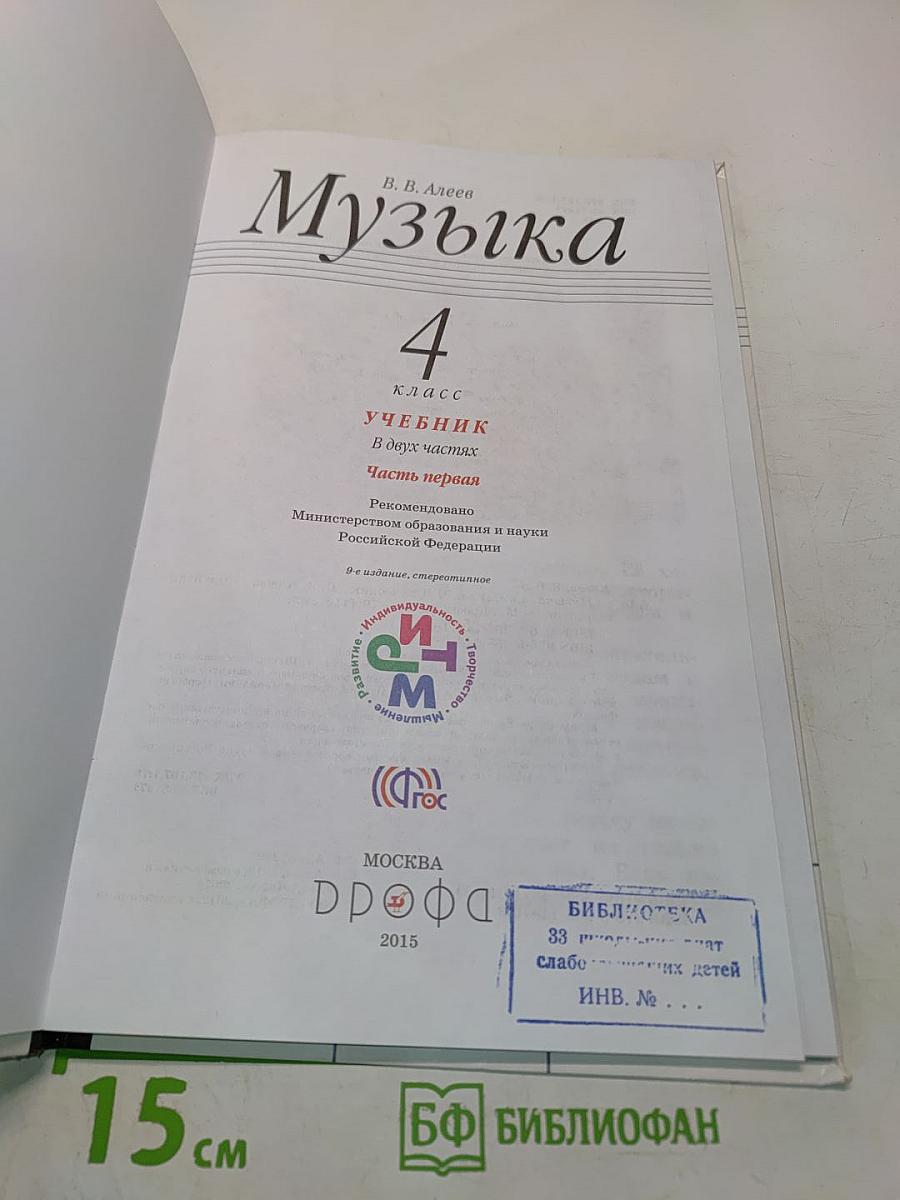 В. В. Алеев
Музыка
4
класс
УЧЕБНИК
В двух частях
Часть первая
Рекомендовано
Министерством образования и науки
Российской Федерации
9-е издание, стереотипное
Развитие • Индивидуальность • Творчество • Мышление •
РИТМ
ФГОС
МОСКВА
ДРОФА
2015
БИБЛИОТЕКА
33
детей
ИНВ. № . . .
15 см
БФ БИБЛИОФАН